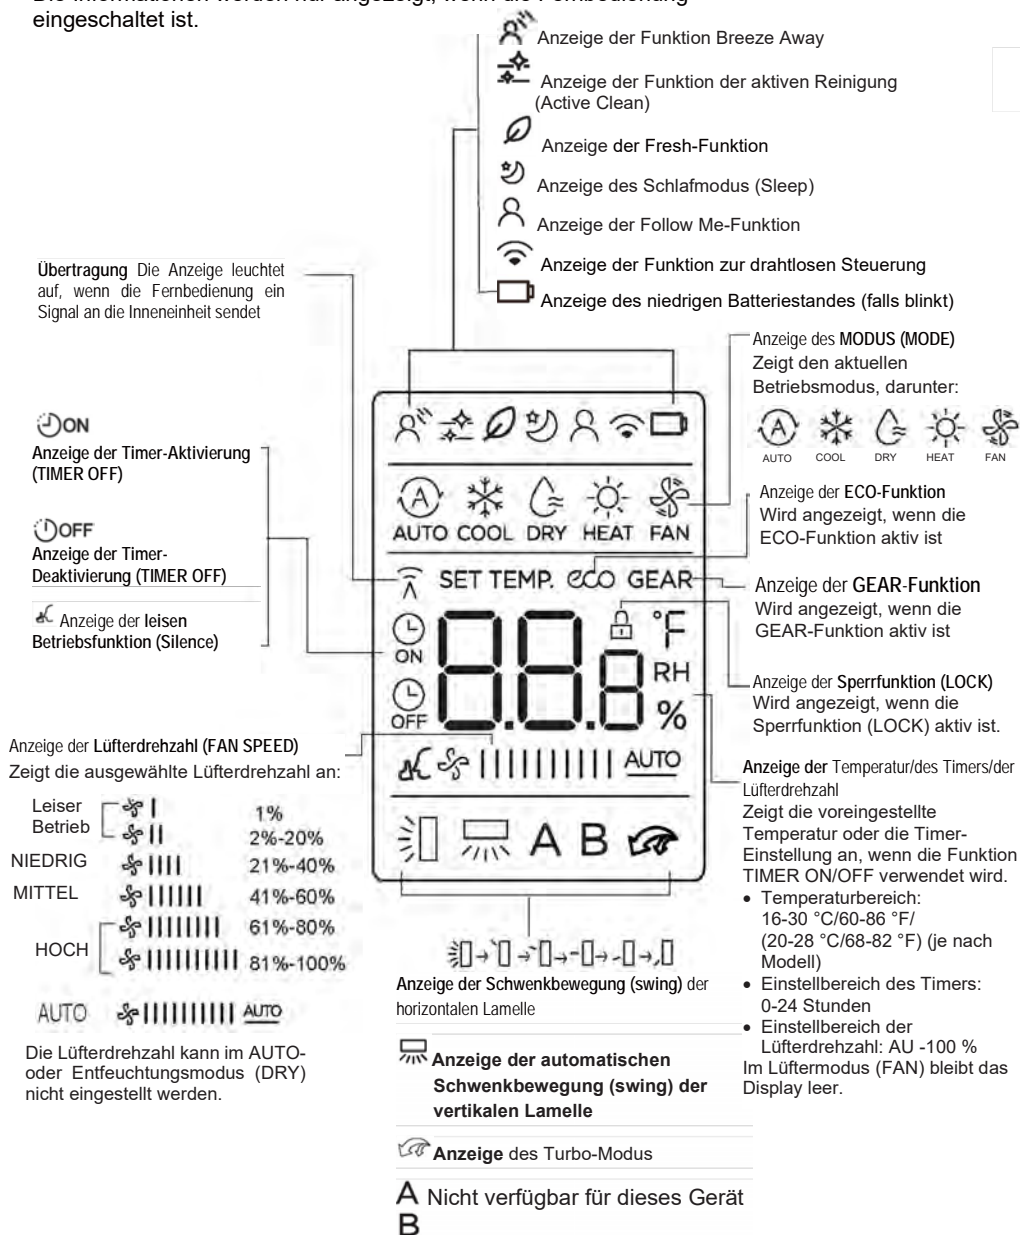 eingeschaltet ist.
Anzeige der Funktion Breeze Away
Anzeige der Funktion der aktiven Reinigung
(Active Clean)
Anzeige der Fresh-Funktion
Anzeige des Schlafmodus (Sleep)
Anzeige der Follow Me-Funktion
Anzeige der Funktion zur drahtlosen Steuerung
Anzeige des niedrigen Batteriestandes (falls blinkt)
Übertragung Die Anzeige leuchtet
auf, wenn die Fernbedienung ein
Signal an die Inneneinheit sendet
ON
Anzeige der Timer-Aktivierung
(TIMER OFF)
OFF
Anzeige der Timer-
Deaktivierung (TIMER OFF)
Anzeige der leisen
Betriebsfunktion (Silence)
AUTO COOL DRY HEAT FAN
SET TEMP. eco GEAR
ON
OFF
88.8
°F
RH
%
AUTO
A B
Anzeige des MODUS (MODE)
Zeigt den aktuellen
Betriebsmodus, darunter:
A
AUTO COOL DRY HEAT FAN
Anzeige der ECO-Funktion
Wird angezeigt, wenn die
ECO-Funktion aktiv ist
Anzeige der GEAR-Funktion
Wird angezeigt, wenn die
GEAR-Funktion aktiv ist
Anzeige der Sperrfunktion (LOCK)
Wird angezeigt, wenn die
Sperrfunktion (LOCK) aktiv ist.
Anzeige der Temperatur/des Timers/der
Lüfterdrehzahl
Zeigt die voreingestellte
Temperatur oder die Timer-
Einstellung an, wenn die Funktion
TIMER ON/OFF verwendet wird.
• Temperaturbereich:
16-30 °C/60-86 °F/
(20-28 °C/68-82 °F) (je nach
Modell)
• Einstellbereich des Timers:
0-24 Stunden
• Einstellbereich der
Lüfterdrehzahl: AU -100 %
Im Lüftermodus (FAN) bleibt das
Display leer.
Anzeige der Lüfterdrehzahl (FAN SPEED)
Zeigt die ausgewählte Lüfterdrehzahl an:
Leiser
Betrieb
1%
2%-20%
NIEDRIG 21%-40%
MITTEL 41%-60%
HOCH
61%-80%
81%-100%
AUTO AUTO
Die Lüfterdrehzahl kann im AUTO-
oder Entfeuchtungsmodus (DRY)
nicht eingestellt werden.
Anzeige der Schwenkbewegung (swing) der
horizontalen Lamelle
Anzeige der automatischen
Schwenkbewegung (swing) der
vertikalen Lamelle
Anzeige des Turbo-Modus
A Nicht verfügbar für dieses Gerät
B